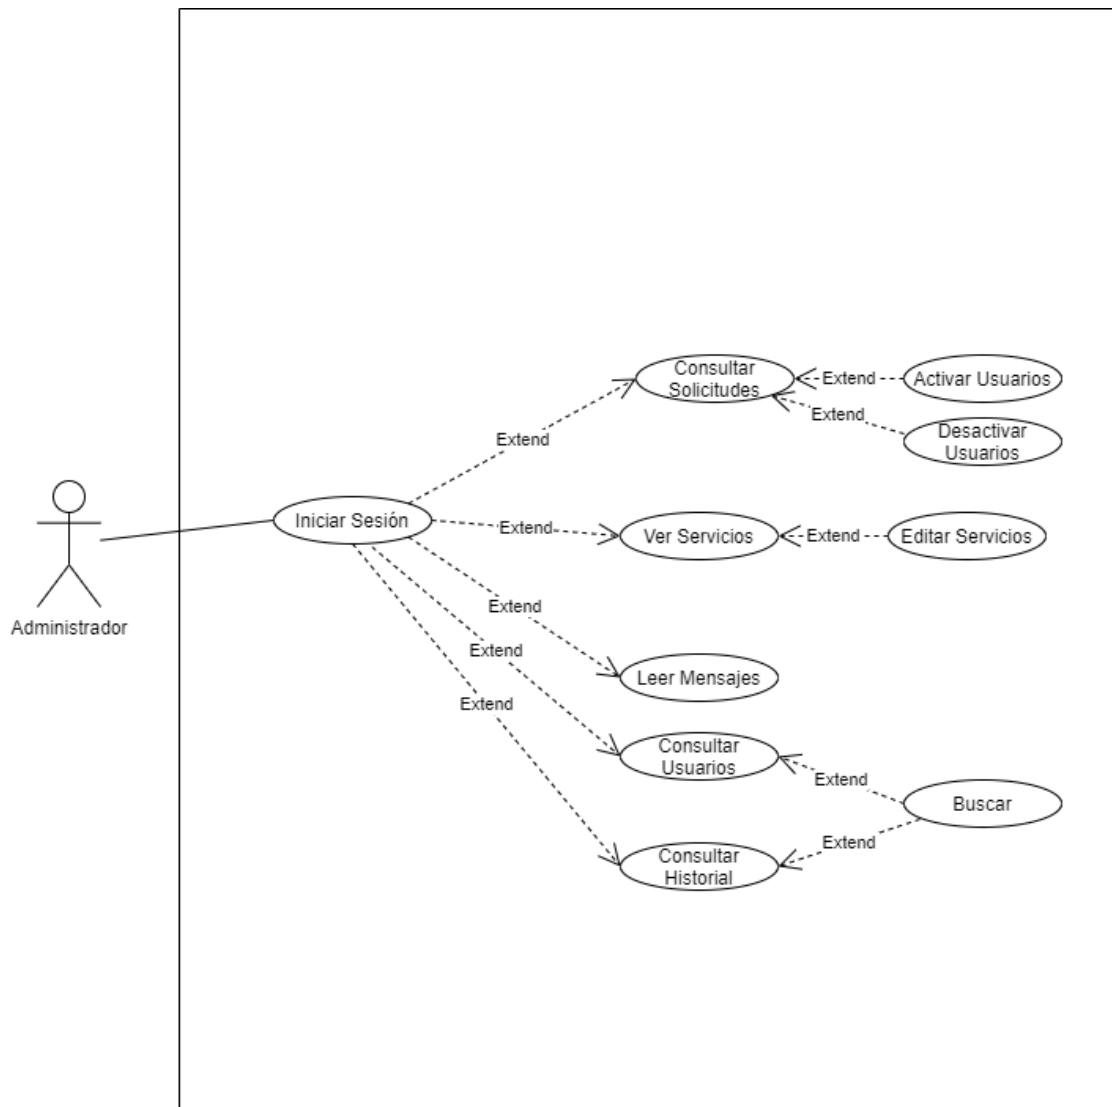 Consultar
Solicitudes
Extend
Activar Usuarios
Extend
Desactivar
Usuarios
Extend
Iniciar Sesión
Extend
Ver Servicios
Extend
Editar Servicios
Extend
Administrador
Extend
Leer Mensajes
Extend
Consultar
Usuarios
Extend
Buscar
Extend
Consultar
Historial